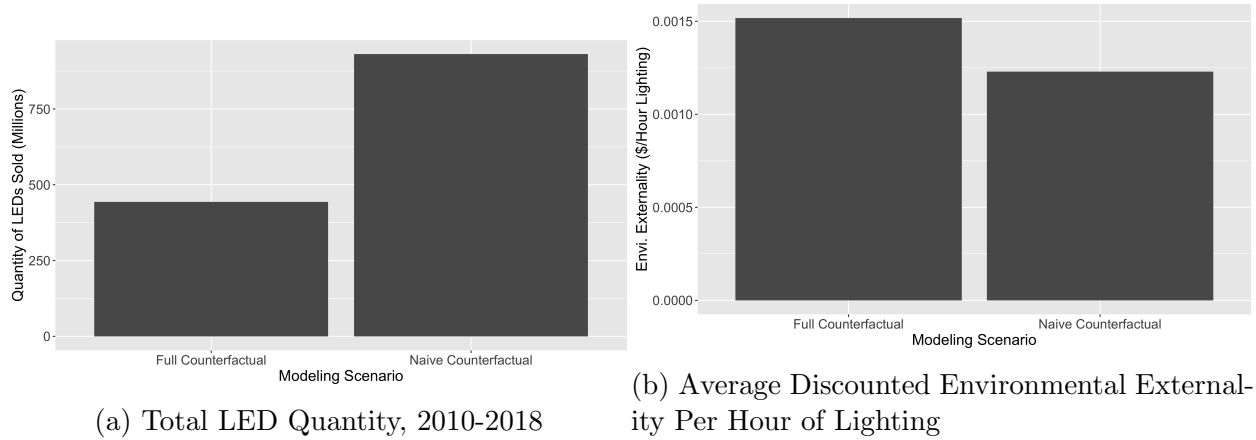 Quantity of LEDs Sold (Millions)
750
500
250
0
Full Counterfactual
Naive Counterfactual
Modeling Scenario
(a) Total LED Quantity, 2010-2018
Envi. Externality ($/Hour Lighting)
0.0015
0.0010
0.0005
0.0000
Full Counterfactual
Naive Counterfactual
Modeling Scenario
(b) Average Discounted Environmental External-
ity Per Hour of Lighting